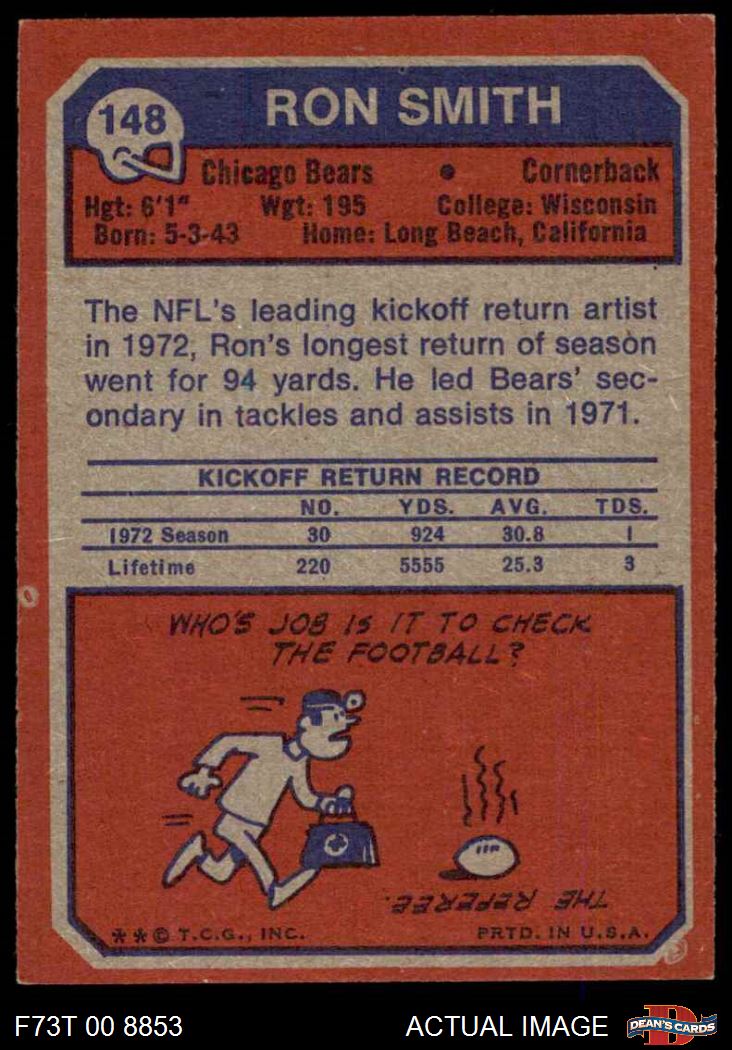 148
RON SMITH
Chicago Bears • Cornerback
Hgt: 6'1" Wgt: 195 College: Wisconsin
Born: 5-3-43 Home: Long Beach, California
The NFL's leading kickoff return artist
in 1972, Ron's longest return of season
went for 94 yards. He led Bears' sec-
ondary in tackles and assists in 1971.
KICKOFF RETURN RECORD
NO. YDS. AVG. TDS.
1972 Season 30 924 30.8 1
Lifetime 220 5555 25.3 3
WHO'S JOB IS IT TO CHECK
THE FOOTBALL?
THE REFEREE.
**© T.C.G., INC. PRTD. IN U.S.A.
F73T 00 8853 ACTUAL IMAGE
D
DEAN'S CARDS